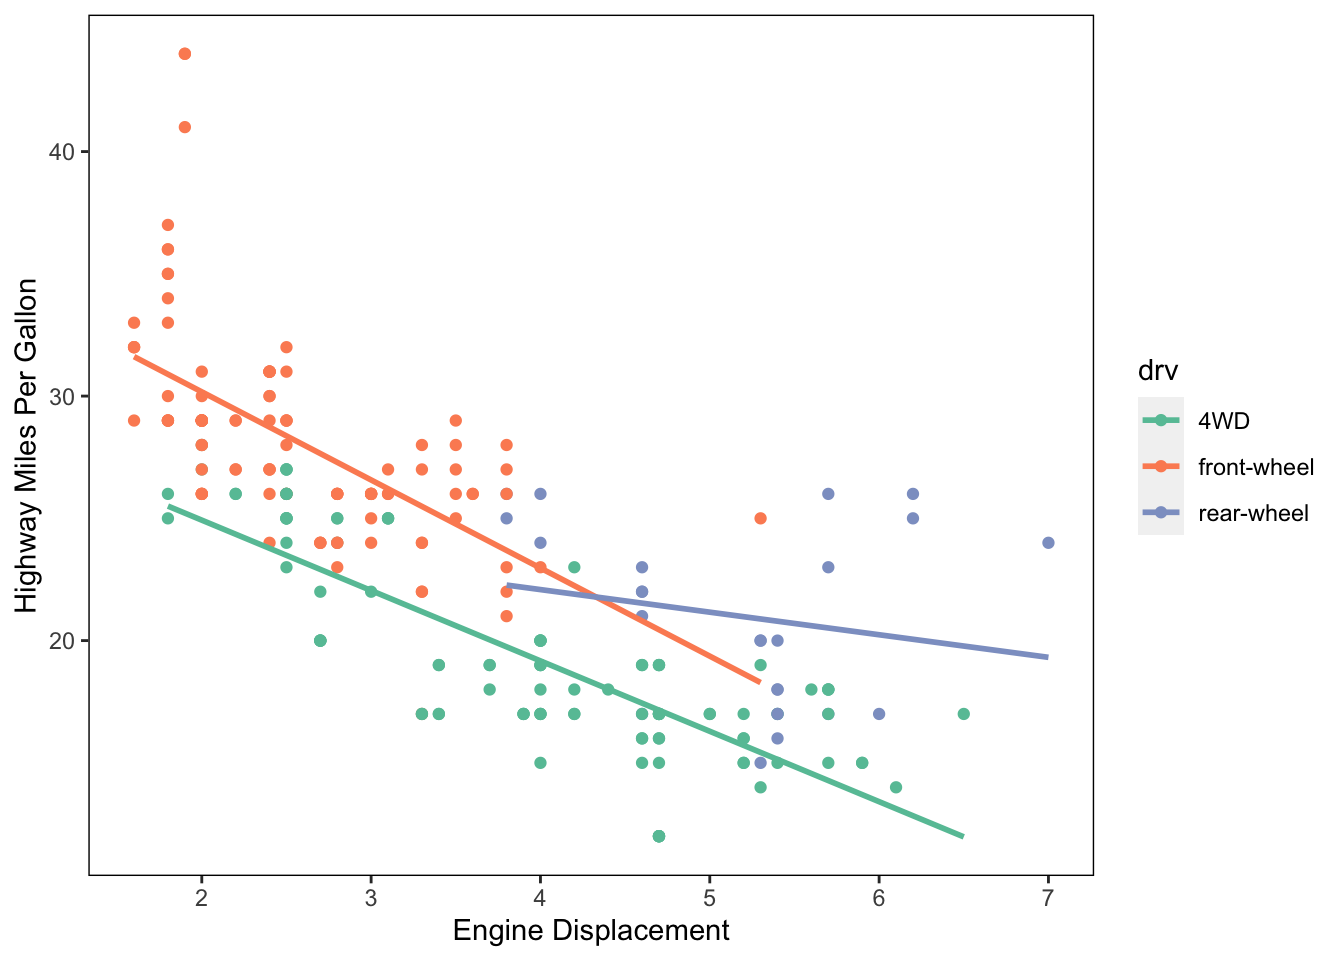 Highway Miles Per Gallon
40
30
20
2 3 4 5 6 7
Engine Displacement
drv
4WD
front-wheel
rear-wheel